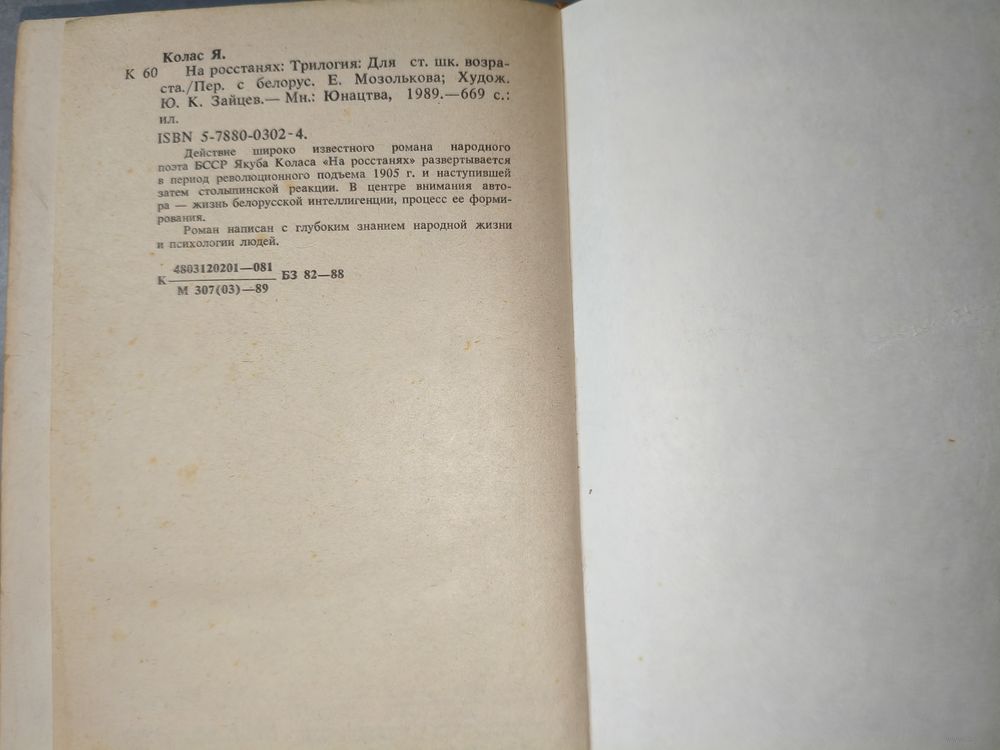 Колас Я.
К 60 На росстанях: Трилогия: Для ст. шк. возра-
ста./Пер. с белорус. Е. Мозолькова; Худож.
Ю. К. Зайцев.— Мн.: Юнацтва, 1989.—669 с.:
ил.
ISBN 5-7880-0302-4.
Действие широко известного романа народного
поэта БССР Якуба Коласа «На росстанях» развертывается
в период революционного подъема 1905 г. и наступившей
затем столыпинской реакции. В центре внимания авто-
ра — жизнь белорусской интеллигенции, процесс ее форми-
рования.
Роман написан с глубоким знанием народной жизни
и психологии людей.
4803120201—081
К БЗ 82—88
М 307(03)—89